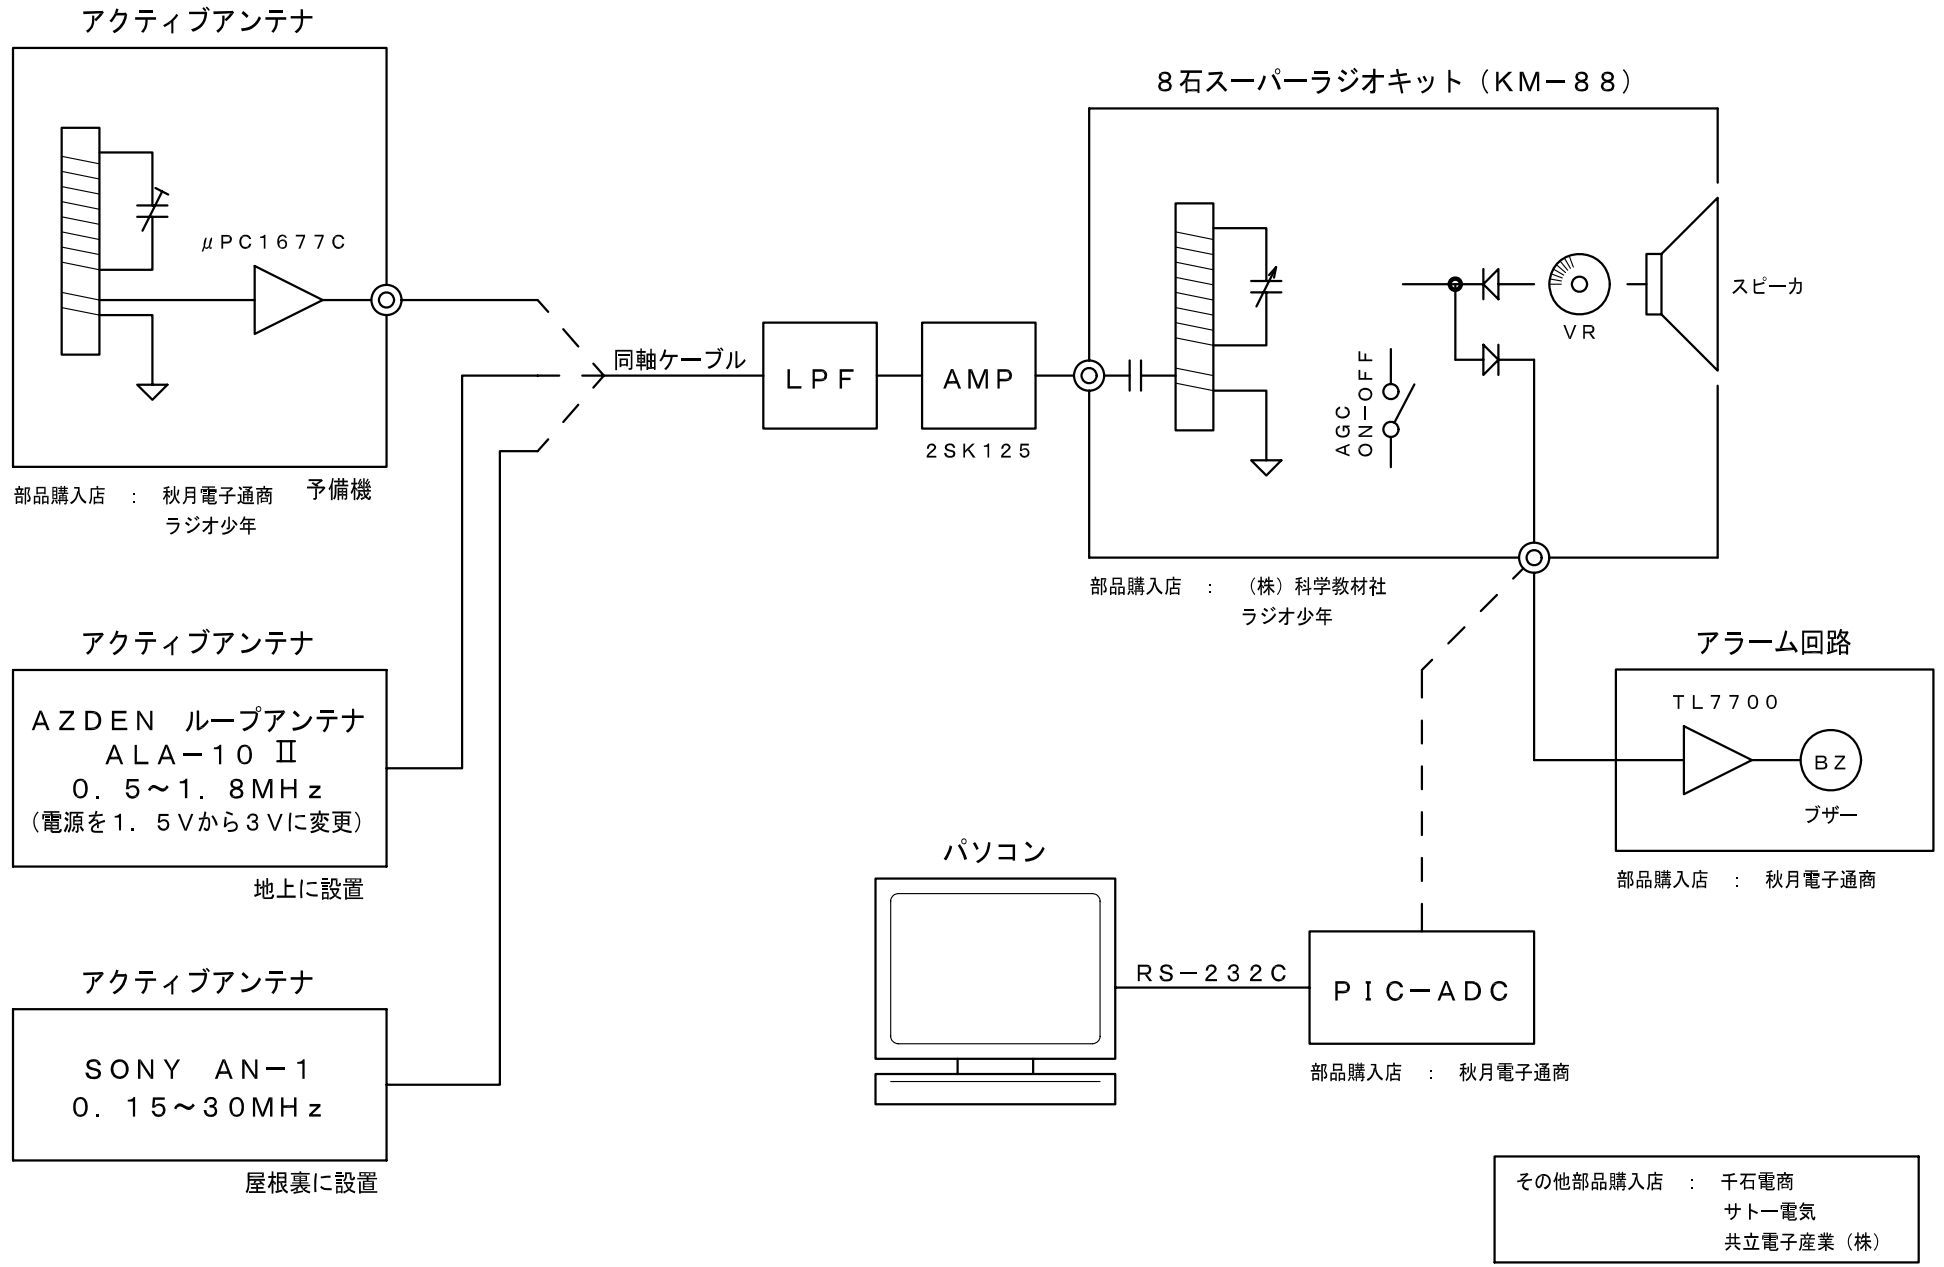 アクティブアンテナ
μPC1677C
部品購入店 : 秋月電子通商
ラジオ少年
予備機
アクティブアンテナ
AZDEN ループアンテナ
ALA-10 Ⅱ
0.5～1.8MHz
(電源を1.5Vから3Vに変更)
地上に設置
アクティブアンテナ
SONY AN-1
0.15～30MHz
屋根裏に設置
同軸ケーブル
LPF
AMP
2SK125
8石スーパーラジオキット(KM-88)
AGC
ON-OFF
VR
スピーカ
部品購入店 : (株)科学教材社
ラジオ少年
アラーム回路
TL7700
BZ
ブザー
部品購入店 : 秋月電子通商
パソコン
RS-232C
PIC-ADC
部品購入店 : 秋月電子通商
その他部品購入店 : 千石電商
サトー電気
共立電子産業(株)